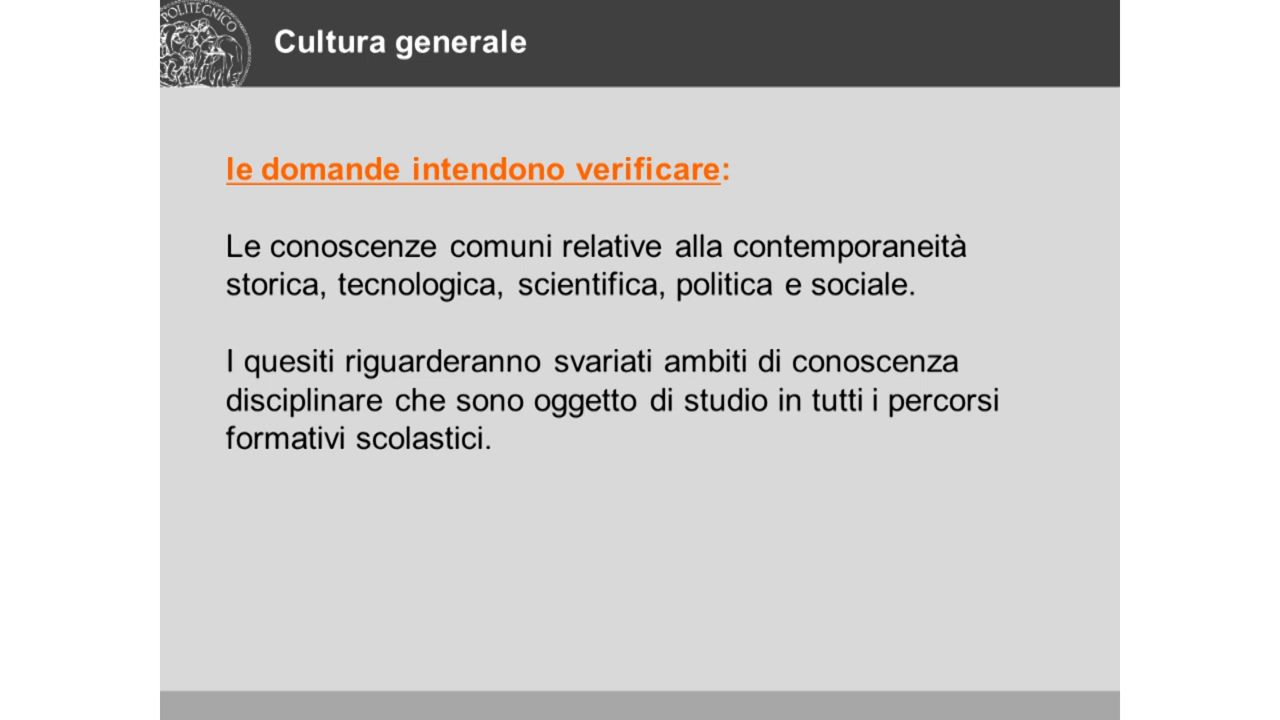 POLITECNICO
Cultura generale
le domande intendono verificare:
Le conoscenze comuni relative alla contemporaneità
storica, tecnologica, scientifica, politica e sociale.
I quesiti riguarderanno svariati ambiti di conoscenza
disciplinare che sono oggetto di studio in tutti i percorsi
formativi scolastici.